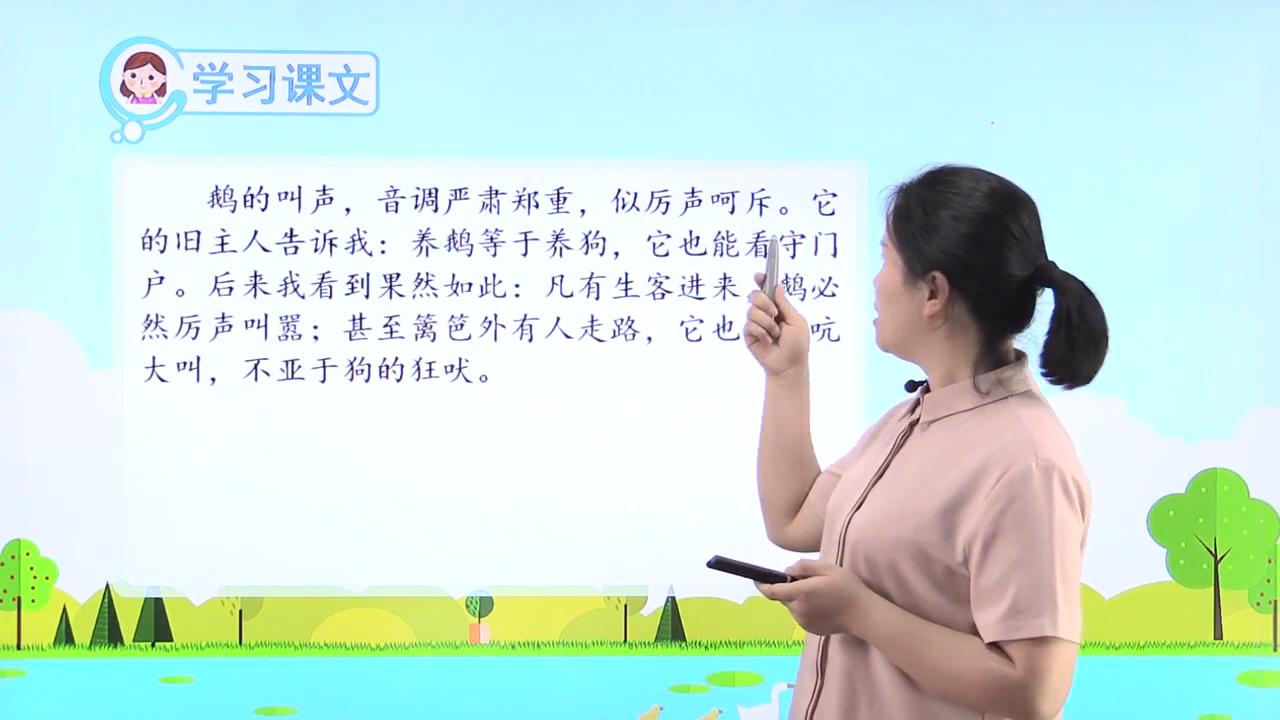 学习课文
鹅的叫声，音调严肃郑重，似厉声呵斥。它
的旧主人告诉我：养鹅等于养狗，它也能看守门
户。后来我看到果然如此：凡有生客进来 鹅必
然厉声叫嚣；甚至篱笆外有人走路，它也 吭
大叫，不亚于狗的狂吠。